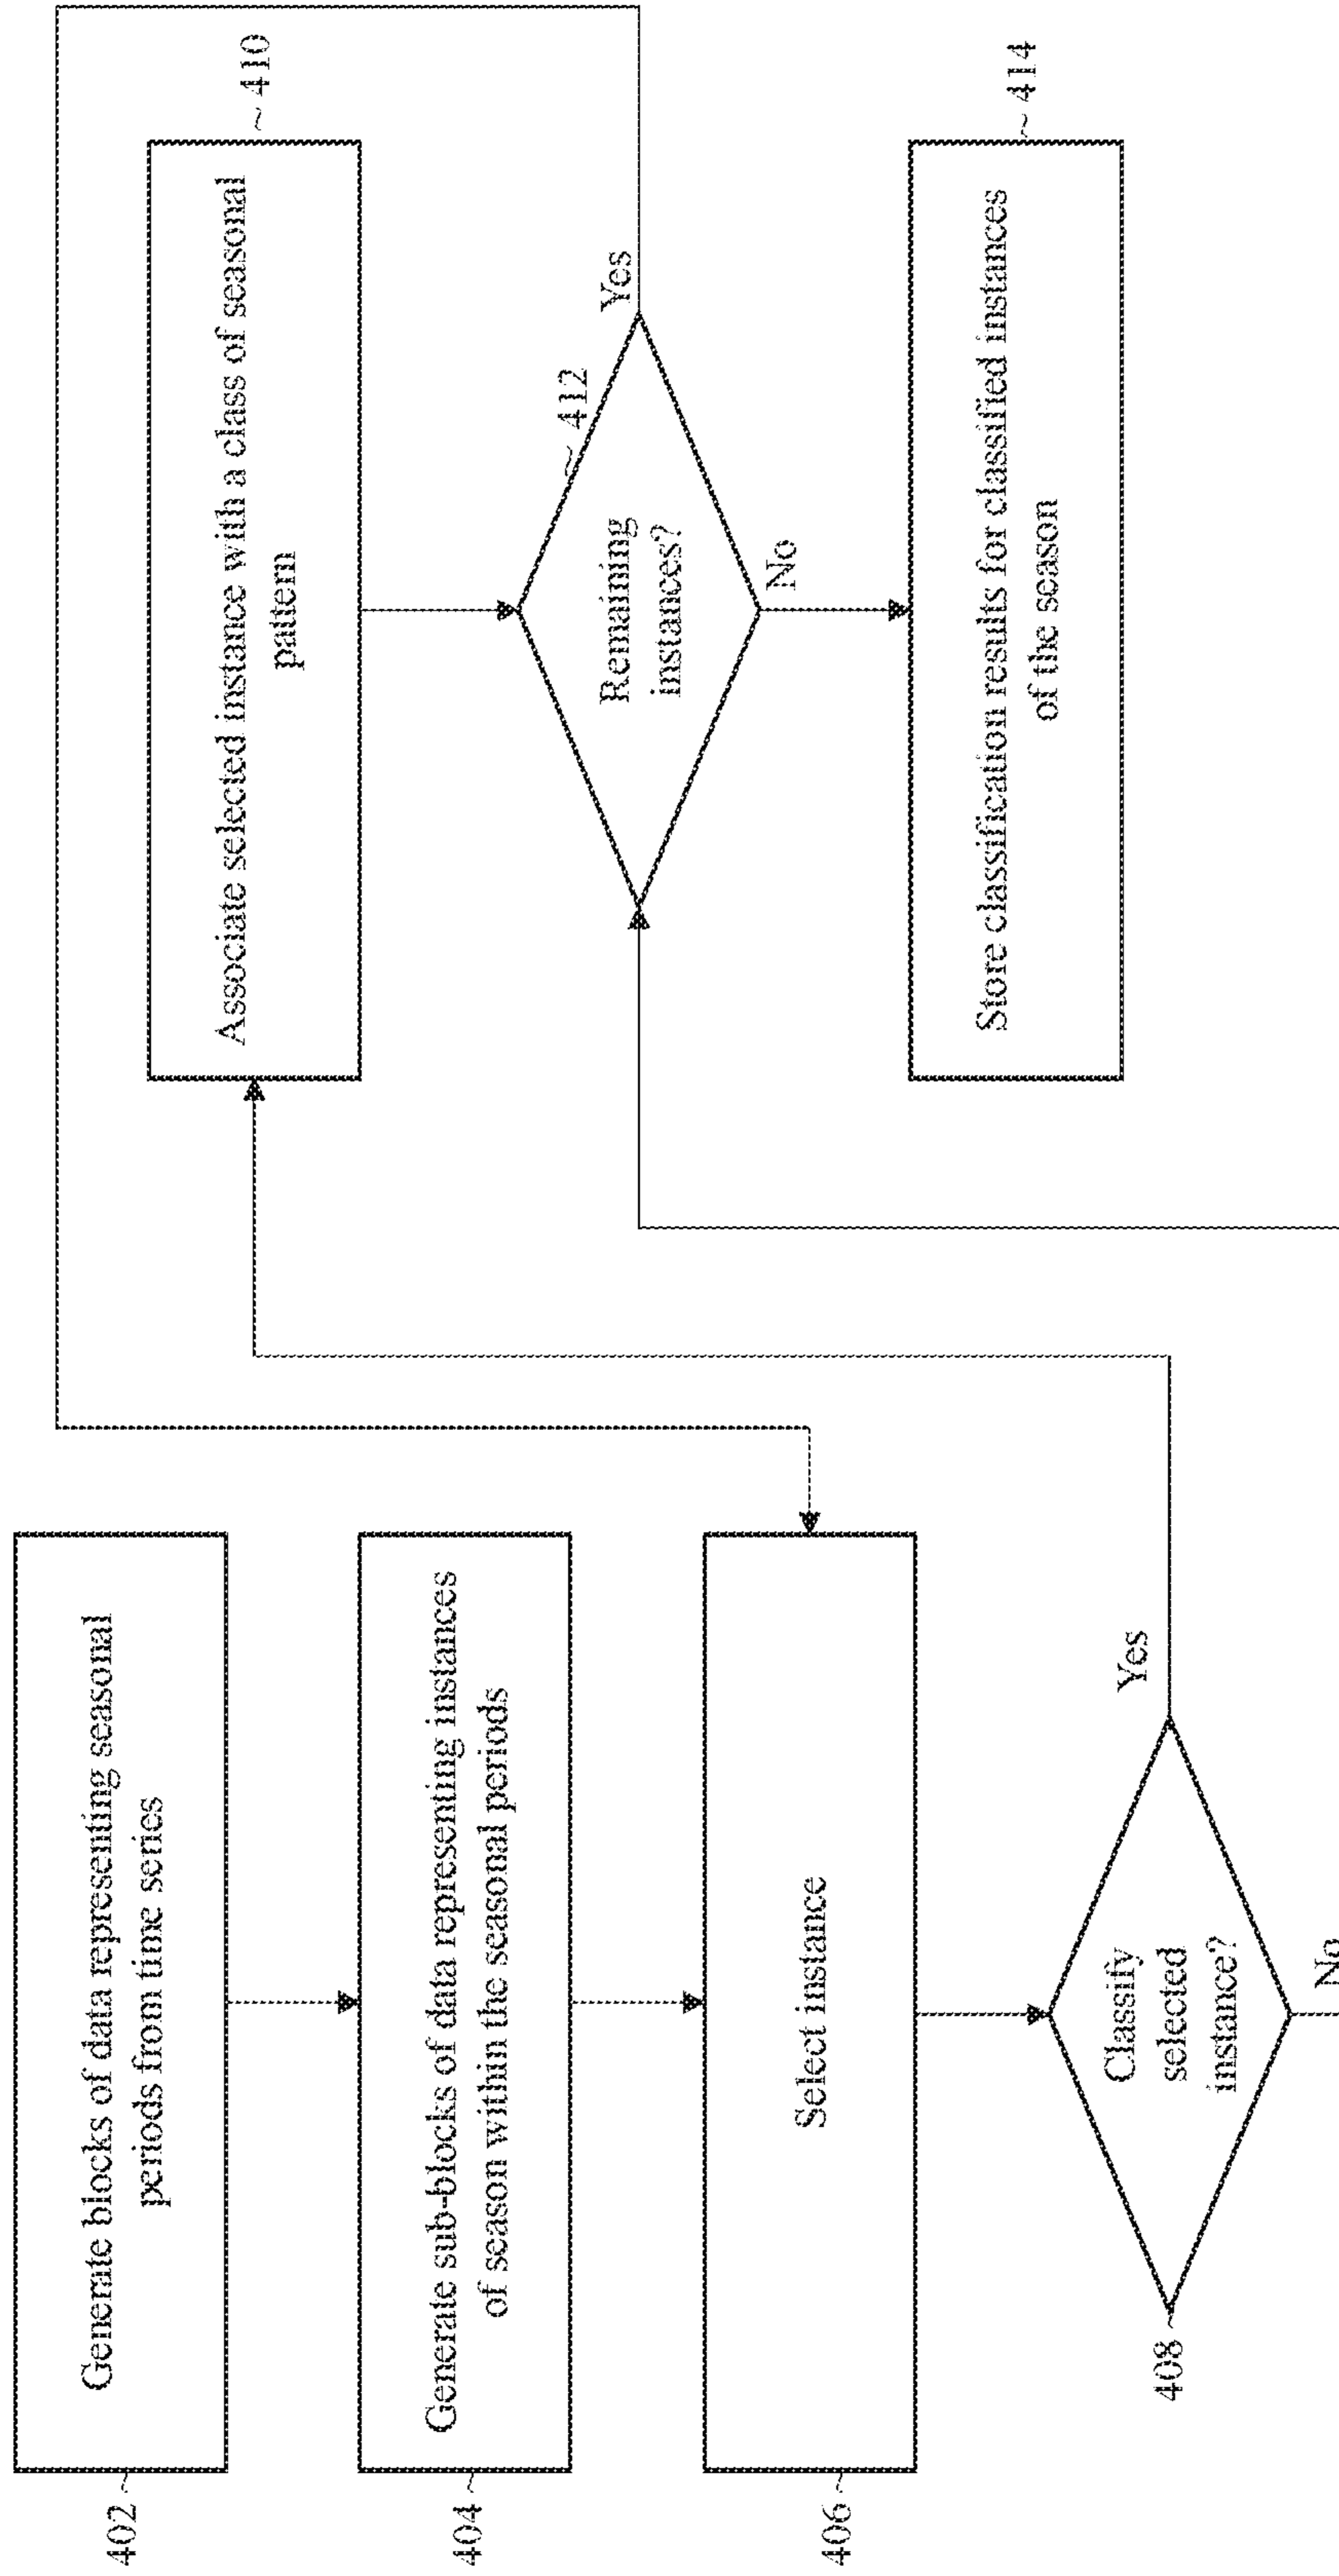 402 ~
Generate blocks of data representing seasonal
periods from time series
404 ~
Generate sub-blocks of data representing instances
of season within the seasonal periods
406 ~
Select instance
408 ~
Classify
selected
instance?
Yes
No
Associate selected instance with a class of seasonal
pattern
~ 410
Remaining
instances?
~ 412
Yes
No
Store classification results for classified instances
of the season
~ 414